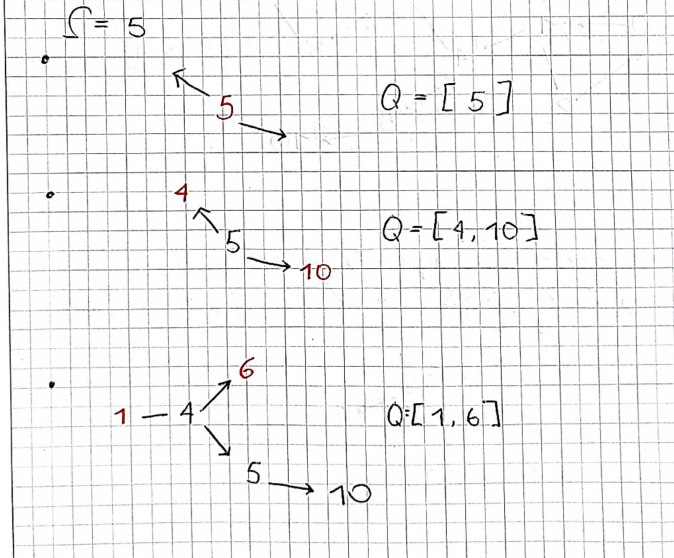 Γ = 5
5 Q = [ 5 ]
4
5 Q = [ 4, 10 ]
10
6
1 — 4 Q = [ 1, 6 ]
5 10